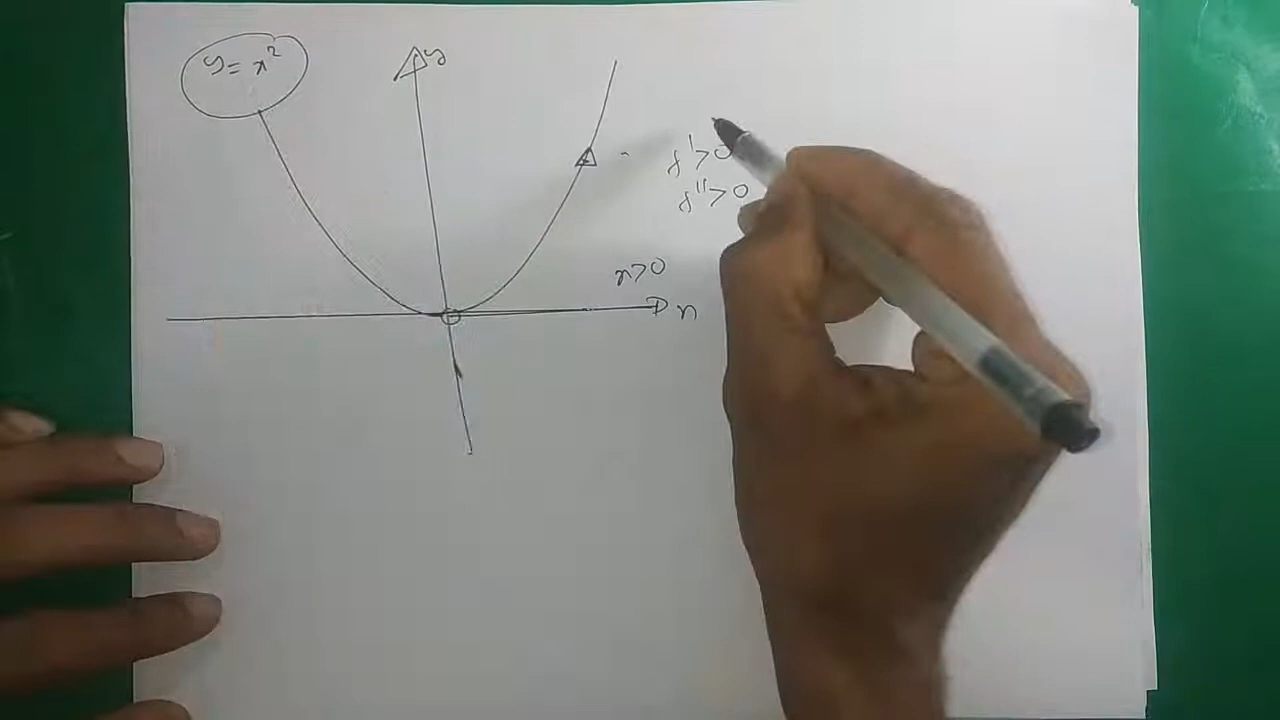 y = x²
y
f' > 0
f'' > 0
x > 0
x